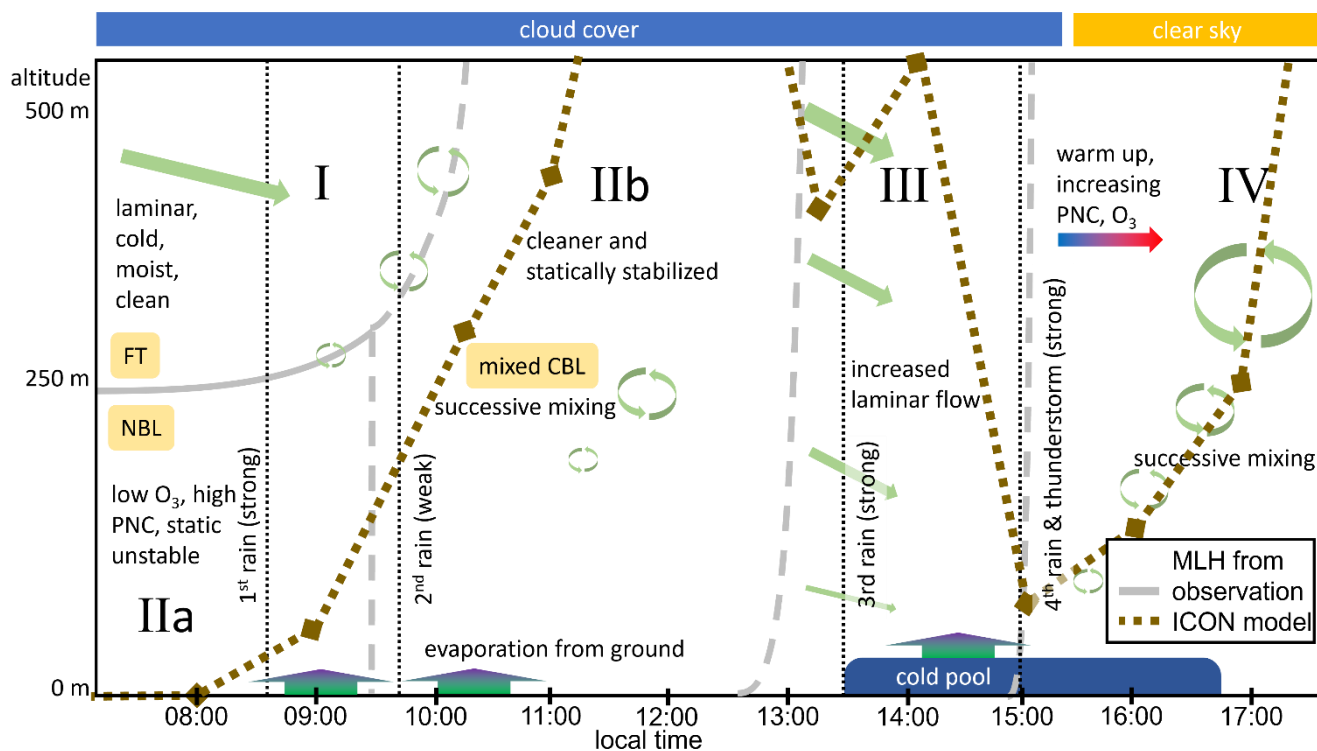 cloud cover
clear sky
altitude
500 m
250 m
0 m
I
laminar,
cold,
moist,
clean
FT
NBL
low O3, high
PNC, static
unstable
IIa
1st rain (strong)
2nd rain (weak)
IIb
cleaner and
statically stabilized
mixed CBL
successive mixing
evaporation from ground
III
increased
laminar flow
3rd rain (strong)
cold pool
4th rain & thunderstorm (strong)
warm up,
increasing
PNC, O3
IV
successive mixing
MLH from
observation
ICON model
08:00
09:00
10:00
11:00
12:00
13:00
14:00
15:00
16:00
17:00
local time